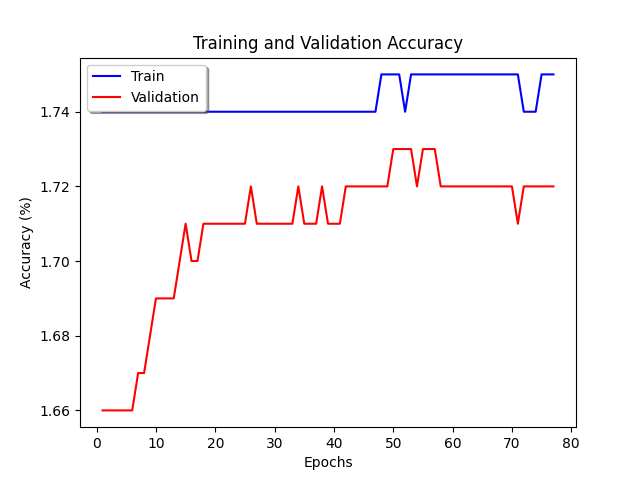 Training and Validation Accuracy
Train
Validation
Accuracy (%)
1.74
1.72
1.70
1.68
1.66
0 10 20 30 40 50 60 70 80
Epochs